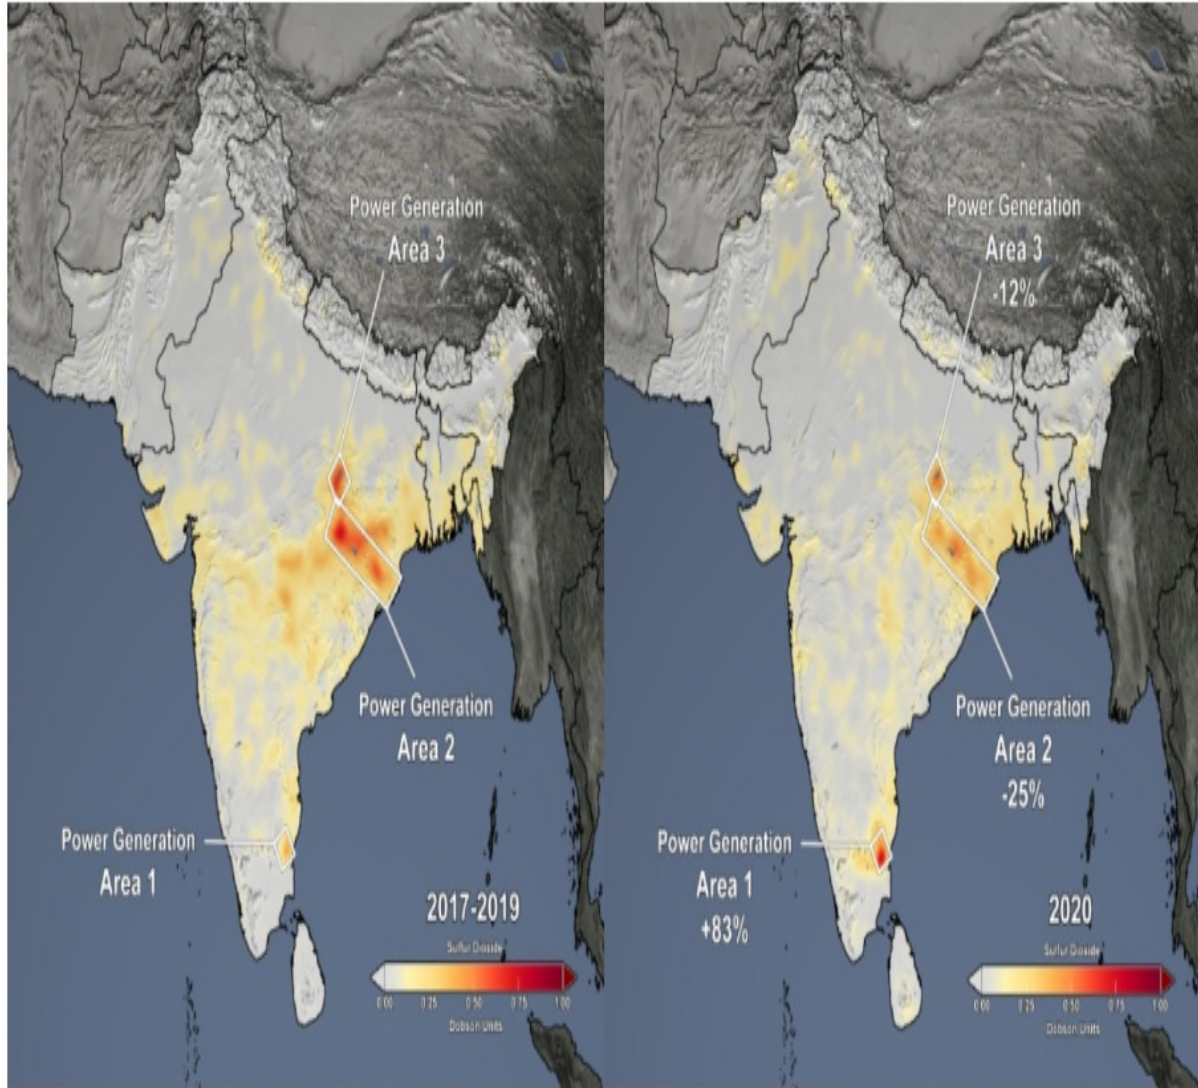 Power Generation
Area 3
Power Generation
Area 2
Power Generation
Area 1
2017-2019
Sulfur Dioxide
0.00 0.25 0.50 0.75 1.00
Dobson Units
Power Generation
Area 3
-12%
Power Generation
Area 2
-25%
Power Generation
Area 1
+83%
2020
Sulfur Dioxide
0.00 0.25 0.50 0.75 1.00
Dobson Units